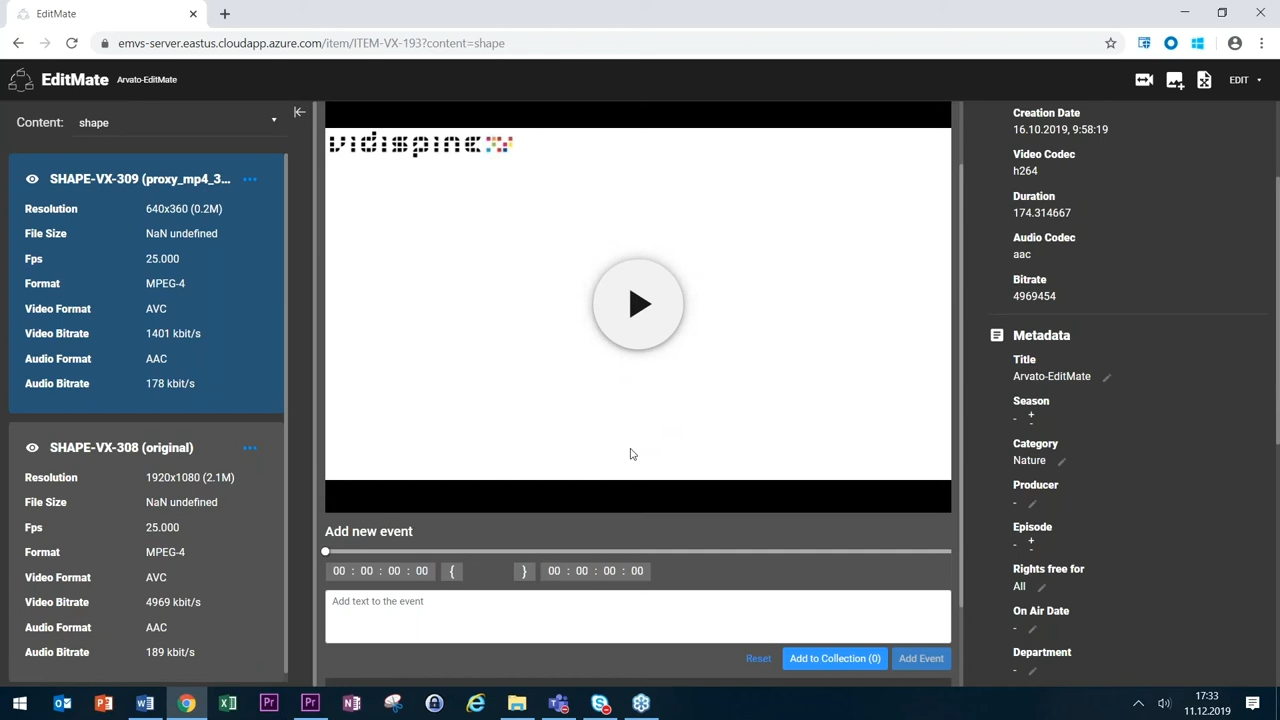 EditMate
emvs-server.eastus.cloudapp.azure.com/item/ITEM-VX-193?content=shape
EditMate Arvato-EditMate
EDIT
Content: shape
SHAPE-VX-309 (proxy_mp4_3...
Resolution 640x360 (0.2M)
File Size NaN undefined
Fps 25.000
Format MPEG-4
Video Format AVC
Video Bitrate 1401 kbit/s
Audio Format AAC
Audio Bitrate 178 kbit/s
SHAPE-VX-308 (original)
Resolution 1920x1080 (2.1M)
File Size NaN undefined
Fps 25.000
Format MPEG-4
Video Format AVC
Video Bitrate 4969 kbit/s
Audio Format AAC
Audio Bitrate 189 kbit/s
vidispine
Add new event
00 : 00 : 00 : 00 { } 00 : 00 : 00 : 00
Add text to the event
Reset Add to Collection (0) Add Event
Creation Date
16.10.2019, 9:58:19
Video Codec
h264
Duration
174.314667
Audio Codec
aac
Bitrate
4969454
Metadata
Title
Arvato-EditMate
Season
-
Category
Nature
Producer
-
Episode
-
Rights free for
All
On Air Date
-
Department
-
17:33
11.12.2019